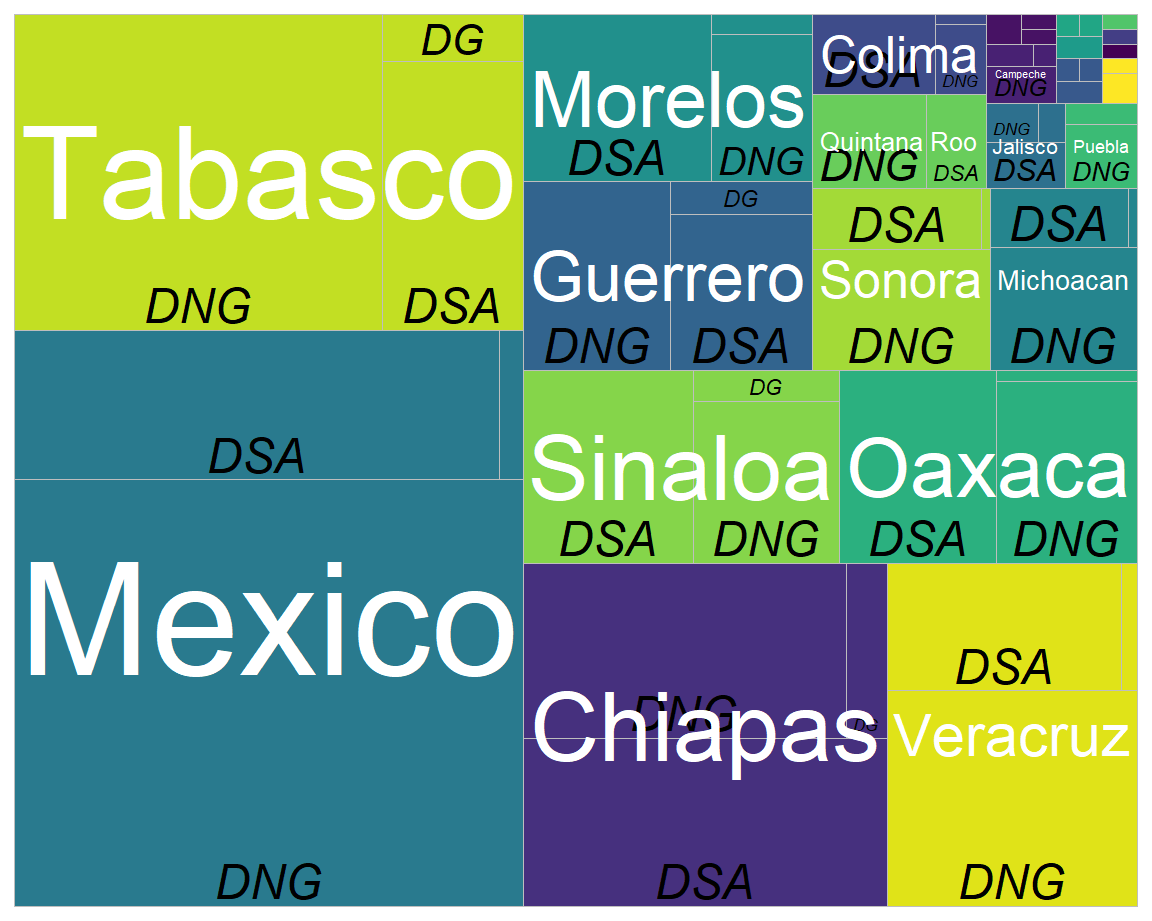 DG
Tabasco
DNG
DSA
DSA
Mexico
DNG
Morelos
DSA
DNG
DG
Guerrero
DNG
DSA
Colima
DSA
DNG
Campeche
DNG
Quintana Roo
DNG
DSA
DNG
Jalisco
DSA
Puebla
DNG
DSA
Sonora
DNG
DSA
Michoacan
DNG
DG
Sinaloa
DSA
DNG
Oaxaca
DSA
DNG
DNG
DG
Chiapas
DSA
DSA
Veracruz
DNG